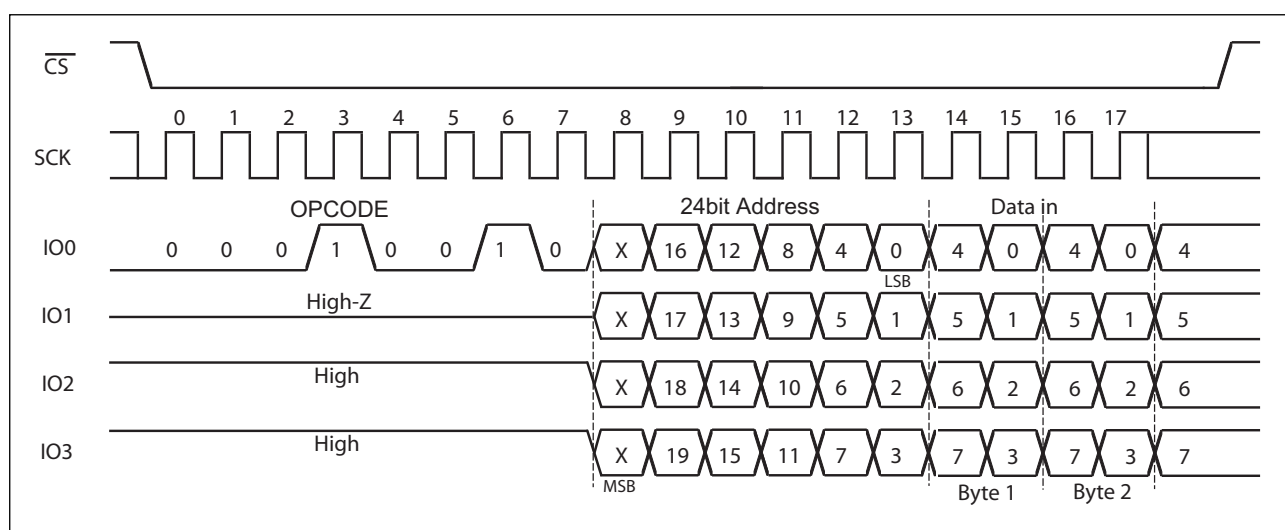 CS
0 1 2 3 4 5 6 7 8 9 10 11 12 13 14 15 16 17
SCK
OPCODE 24bit Address Data in
IO0 0 0 0 1 0 0 1 0 X 16 12 8 4 0 4 0 4 0 4
LSB
IO1 High-Z X 17 13 9 5 1 5 1 5 1 5
IO2 High X 18 14 10 6 2 6 2 6 2 6
IO3 High X 19 15 11 7 3 7 3 7 3 7
MSB Byte 1 Byte 2